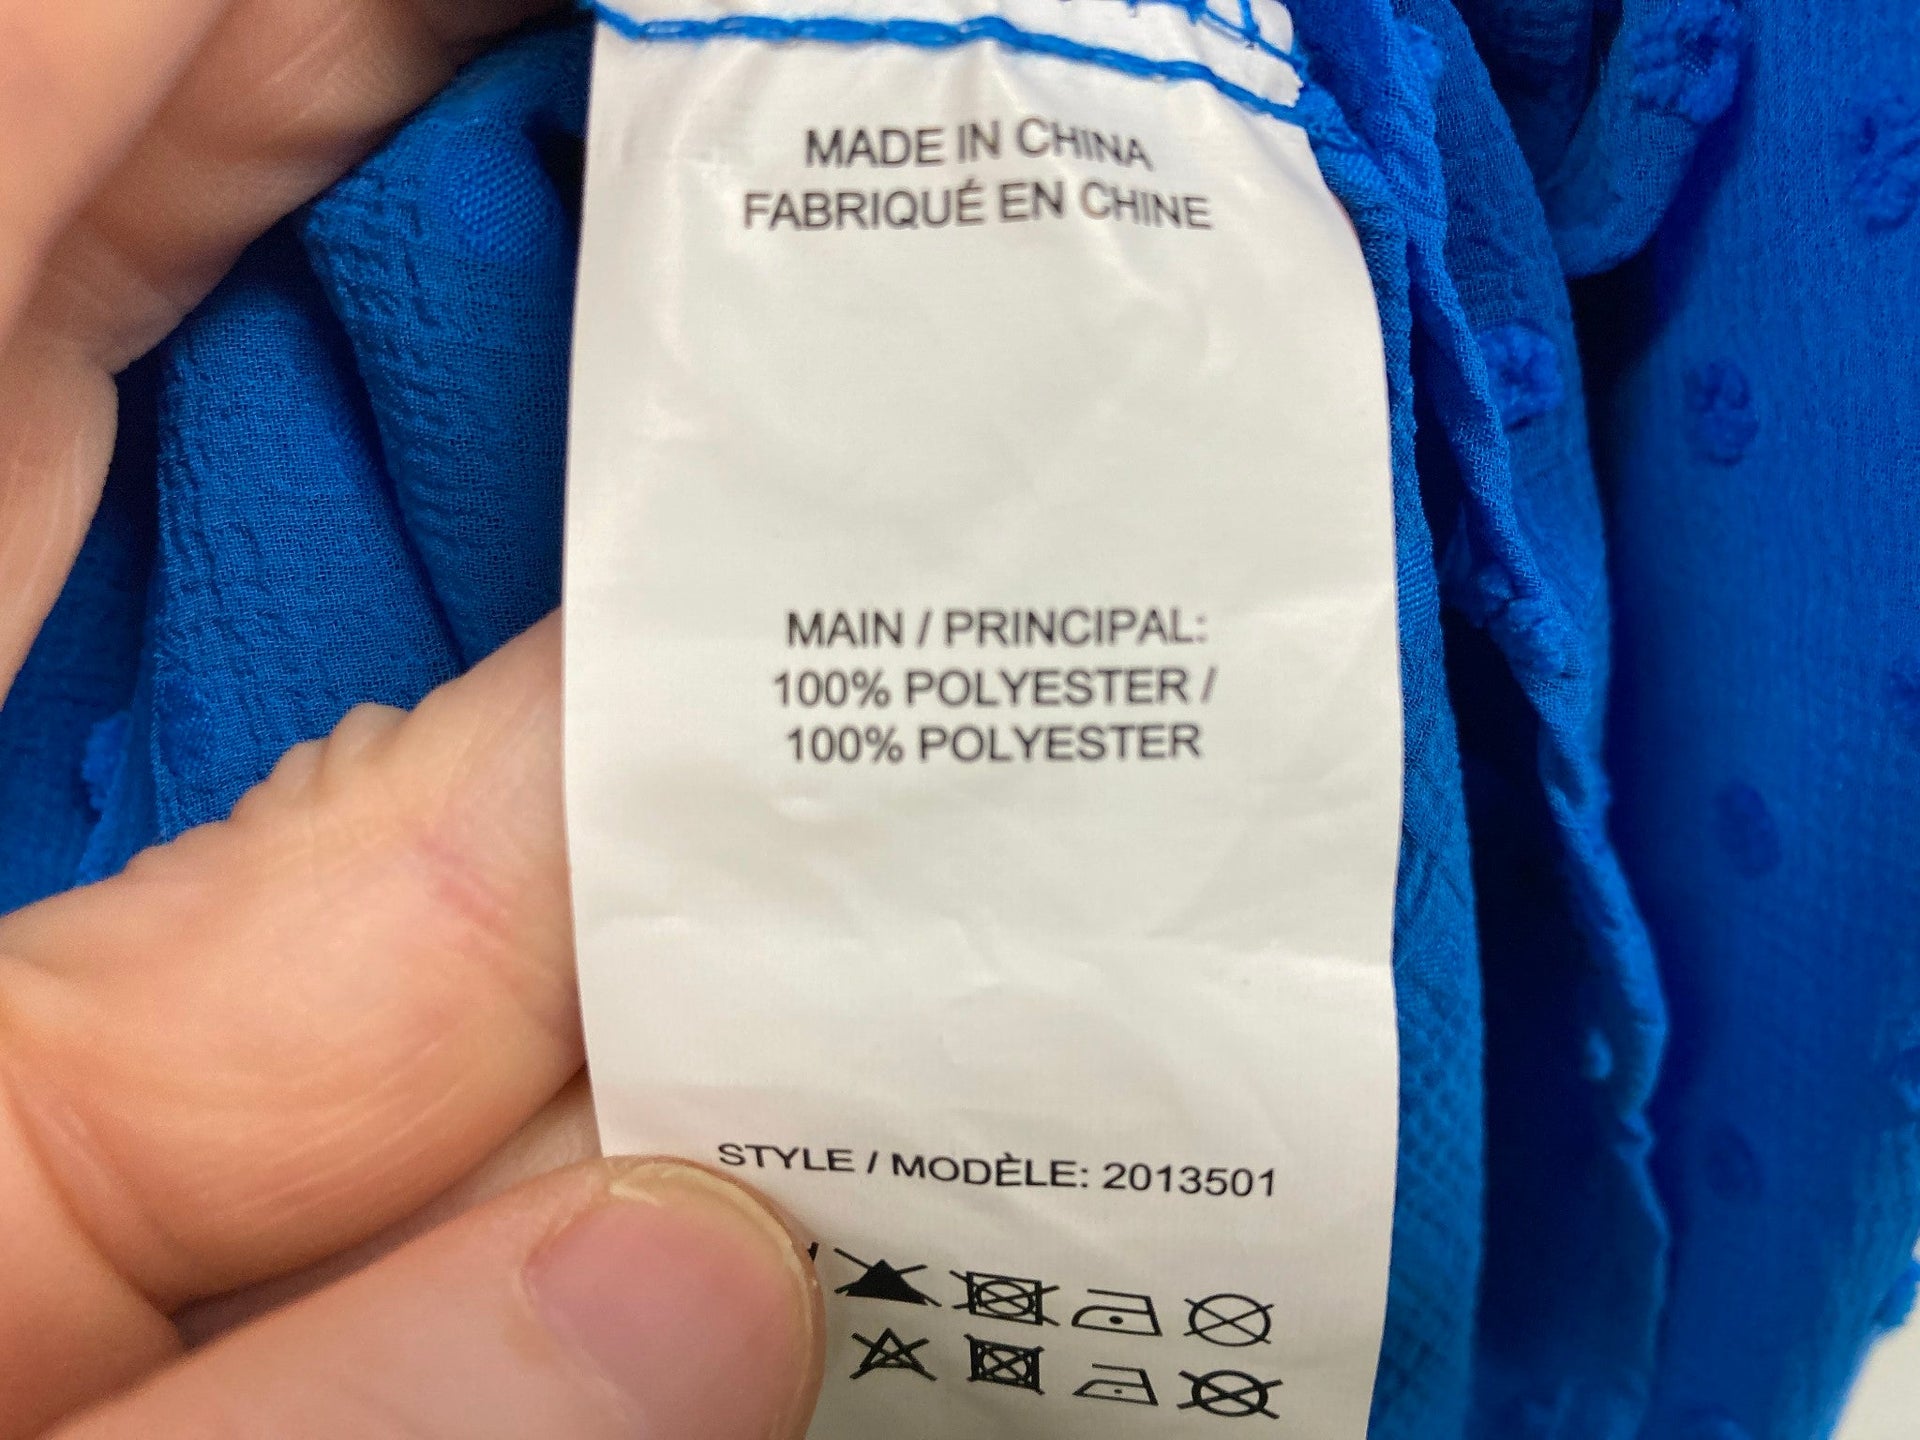 MADE IN CHINA
FABRIQUÉ EN CHINE
MAIN / PRINCIPAL:
100% POLYESTER /
100% POLYESTER
STYLE / MODÈLE: 2013501